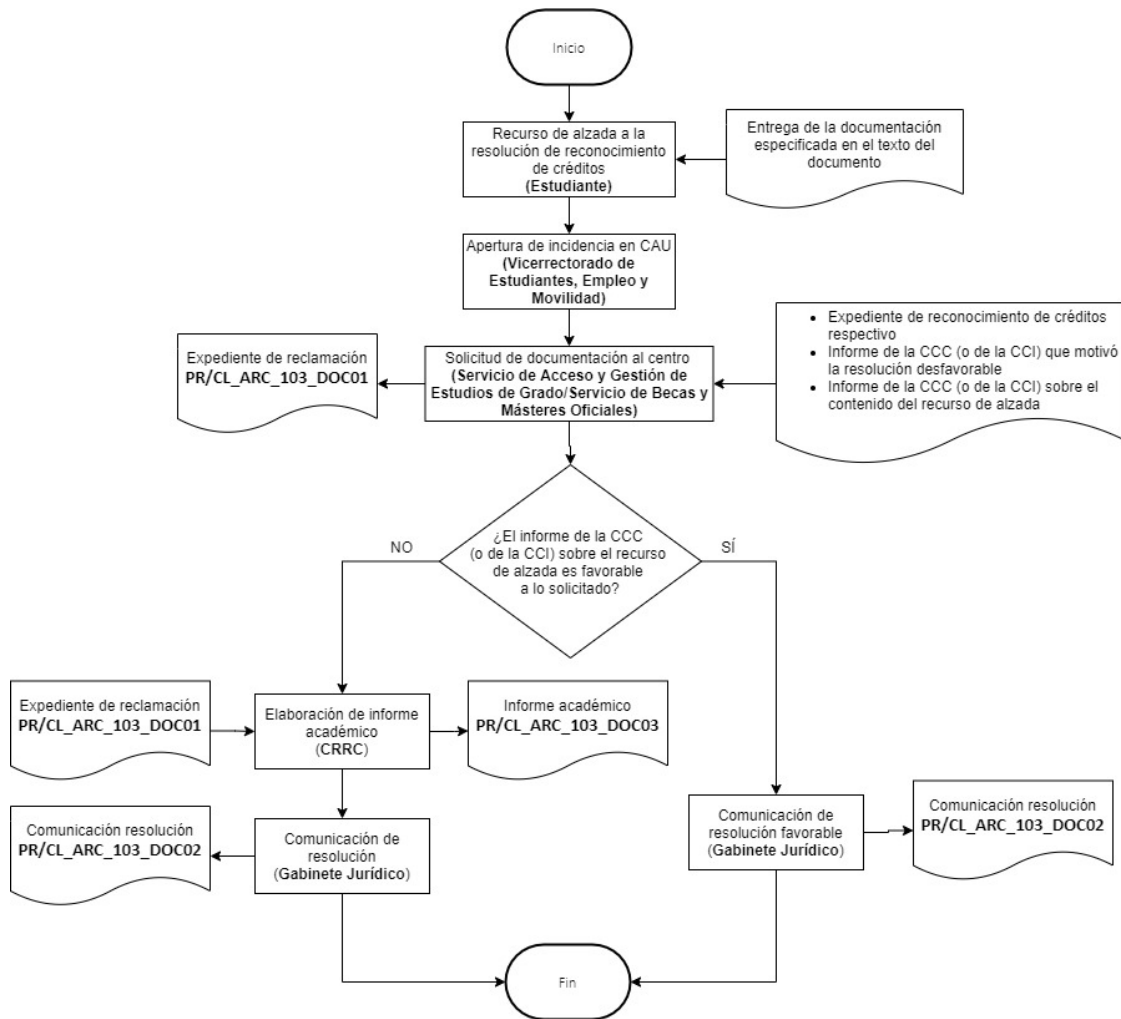 Inicio
Recurso de alzada a la
resolución de reconocimiento
de créditos
(Estudiante)
Entrega de la documentación
especificada en el texto del
documento
Apertura de incidencia en CAU
(Vicerrectorado de
Estudiantes, Empleo y
Movilidad)
Expediente de reclamación
PR/CL_ARC_103_DOC01
Solicitud de documentación al centro
(Servicio de Acceso y Gestión de
Estudios de Grado/Servicio de Becas y
Másteres Oficiales)
• Expediente de reconocimiento de créditos
respectivo
• Informe de la CCC (o de la CCI) que motivó
la resolución desfavorable
• Informe de la CCC (o de la CCI) sobre el
contenido del recurso de alzada
NO
¿El informe de la CCC
(o de la CCI) sobre el recurso
de alzada es favorable
a lo solicitado?
SÍ
Expediente de reclamación
PR/CL_ARC_103_DOC01
Elaboración de informe
académico
(CRRC)
Informe académico
PR/CL_ARC_103_DOC03
Comunicación resolución
PR/CL_ARC_103_DOC02
Comunicación de
resolución
(Gabinete Jurídico)
Comunicación de
resolución favorable
(Gabinete Jurídico)
Comunicación resolución
PR/CL_ARC_103_DOC02
Fin